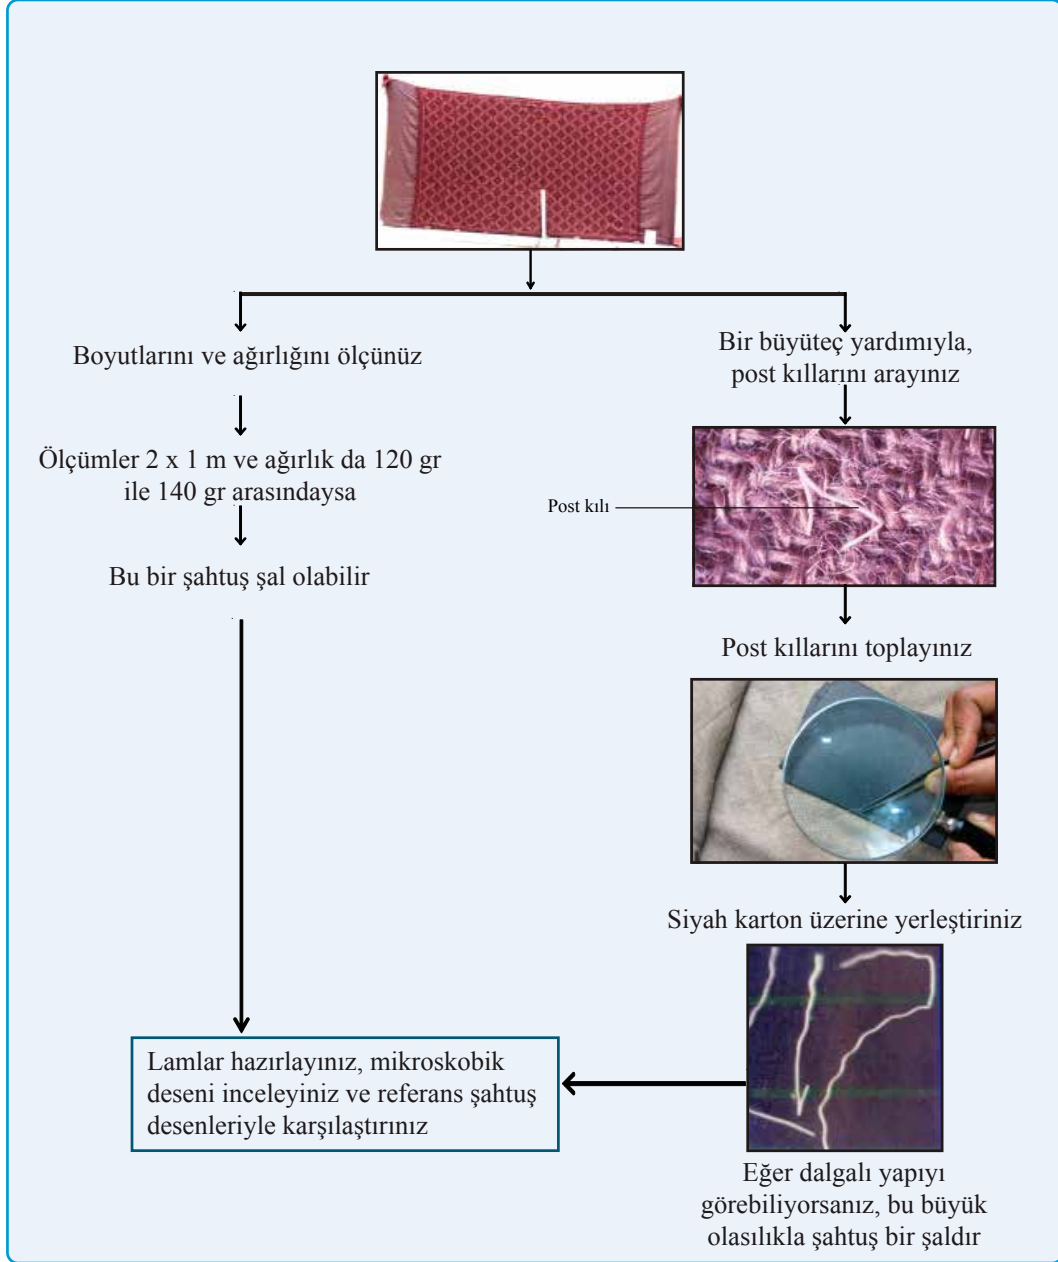 Boyutlarını ve ağırlığını ölçünüz
Ölçümler 2 x 1 m ve ağırlık da 120 gr
ile 140 gr arasındaysa
Bu bir şahtuş şal olabilir
Bir büyüteç yardımıyla,
post kıllarını arayınız
Post kılı
Post kıllarını toplayınız
Siyah karton üzerine yerleştiriniz
Eğer dalgalı yapıyı
görebiliyorsanız, bu büyük
olasılıkla şahtuş bir şaldır
Lamlar hazırlayınız, mikroskobik
deseni inceleyiniz ve referans şahtuş
desenleriyle karşılaştırınız